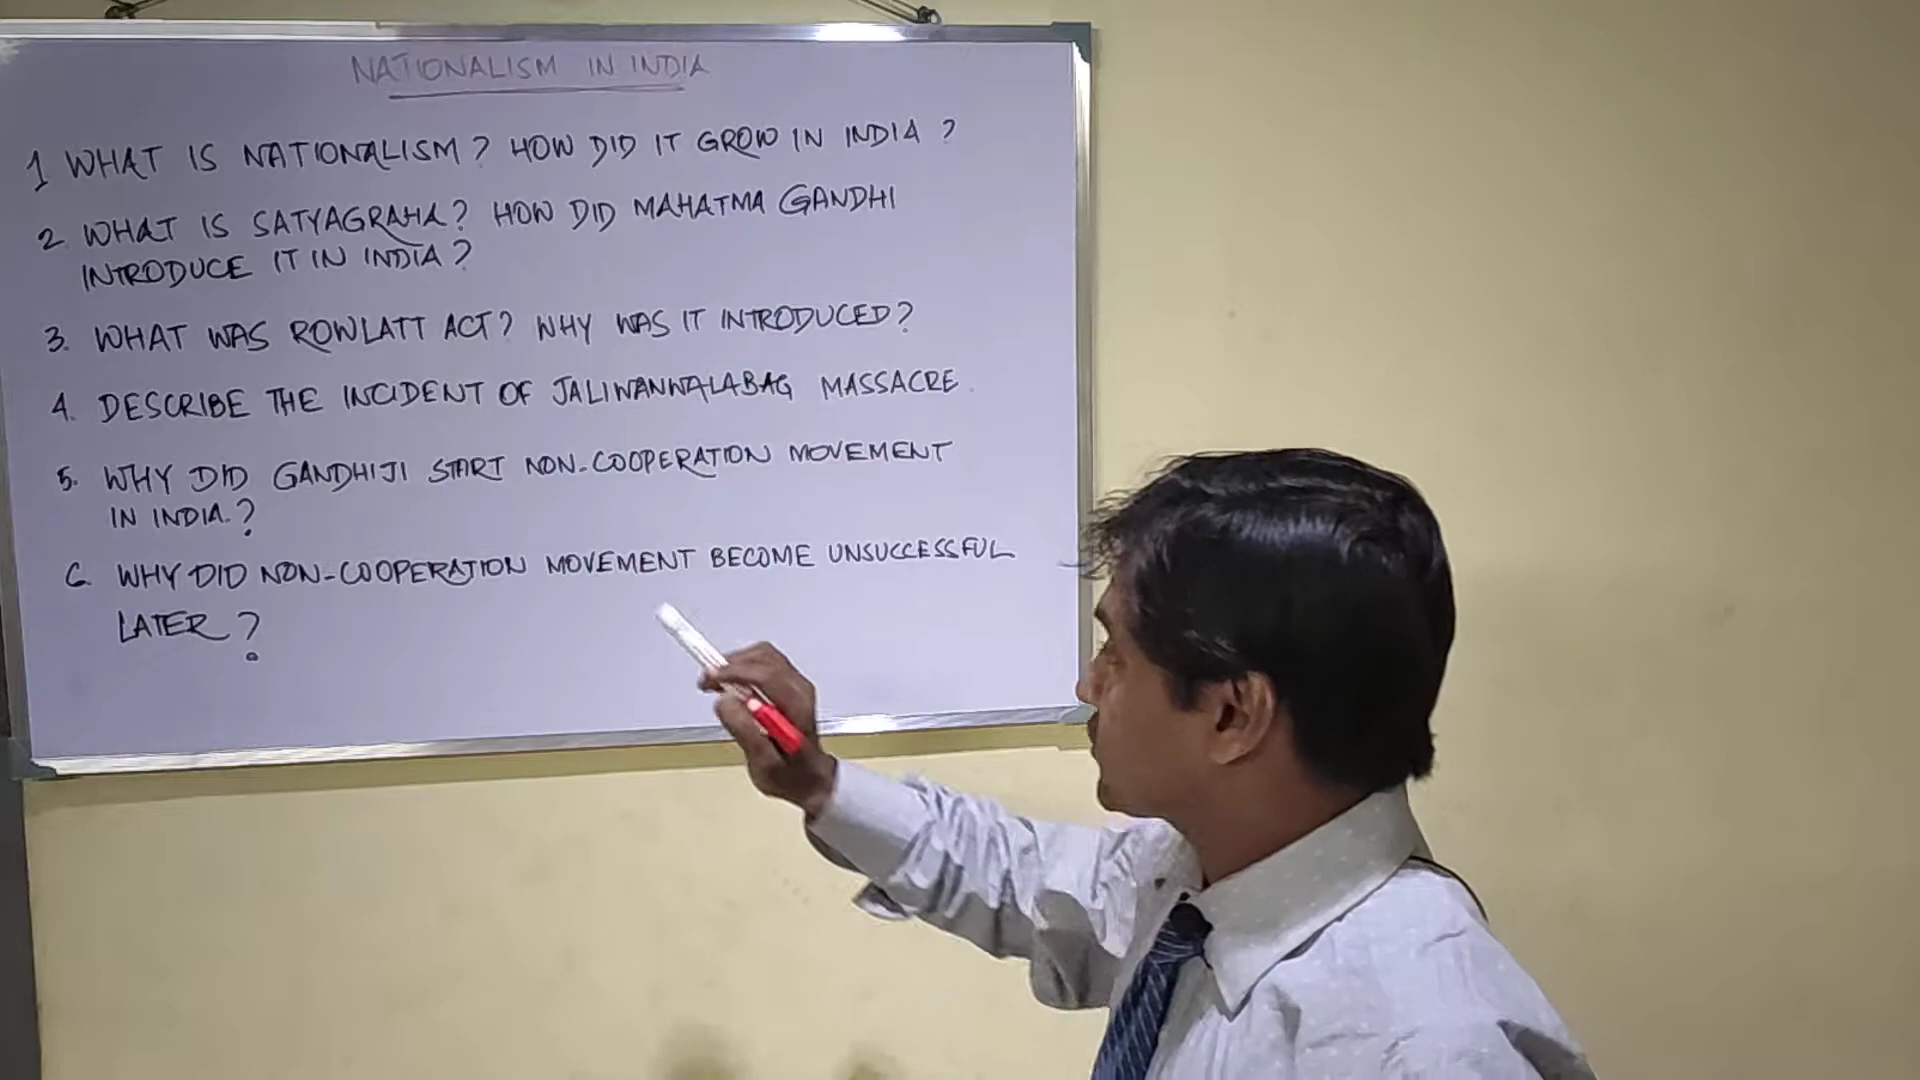 NATIONALISM IN INDIA
1 WHAT IS NATIONALISM? HOW DID IT GROW IN INDIA?
2. WHAT IS SATYAGRAHA? HOW DID MAHATMA GANDHI
INTRODUCE IT IN INDIA?
3. WHAT WAS ROWLATT ACT? WHY WAS IT INTRODUCED?
4. DESCRIBE THE INCIDENT OF JALIWANWALABAG MASSACRE.
5. WHY DID GANDHIJI START NON-COOPERATION MOVEMENT
IN INDIA.?
6. WHY DID NON-COOPERATION MOVEMENT BECOME UNSUCCESSFUL
LATER?